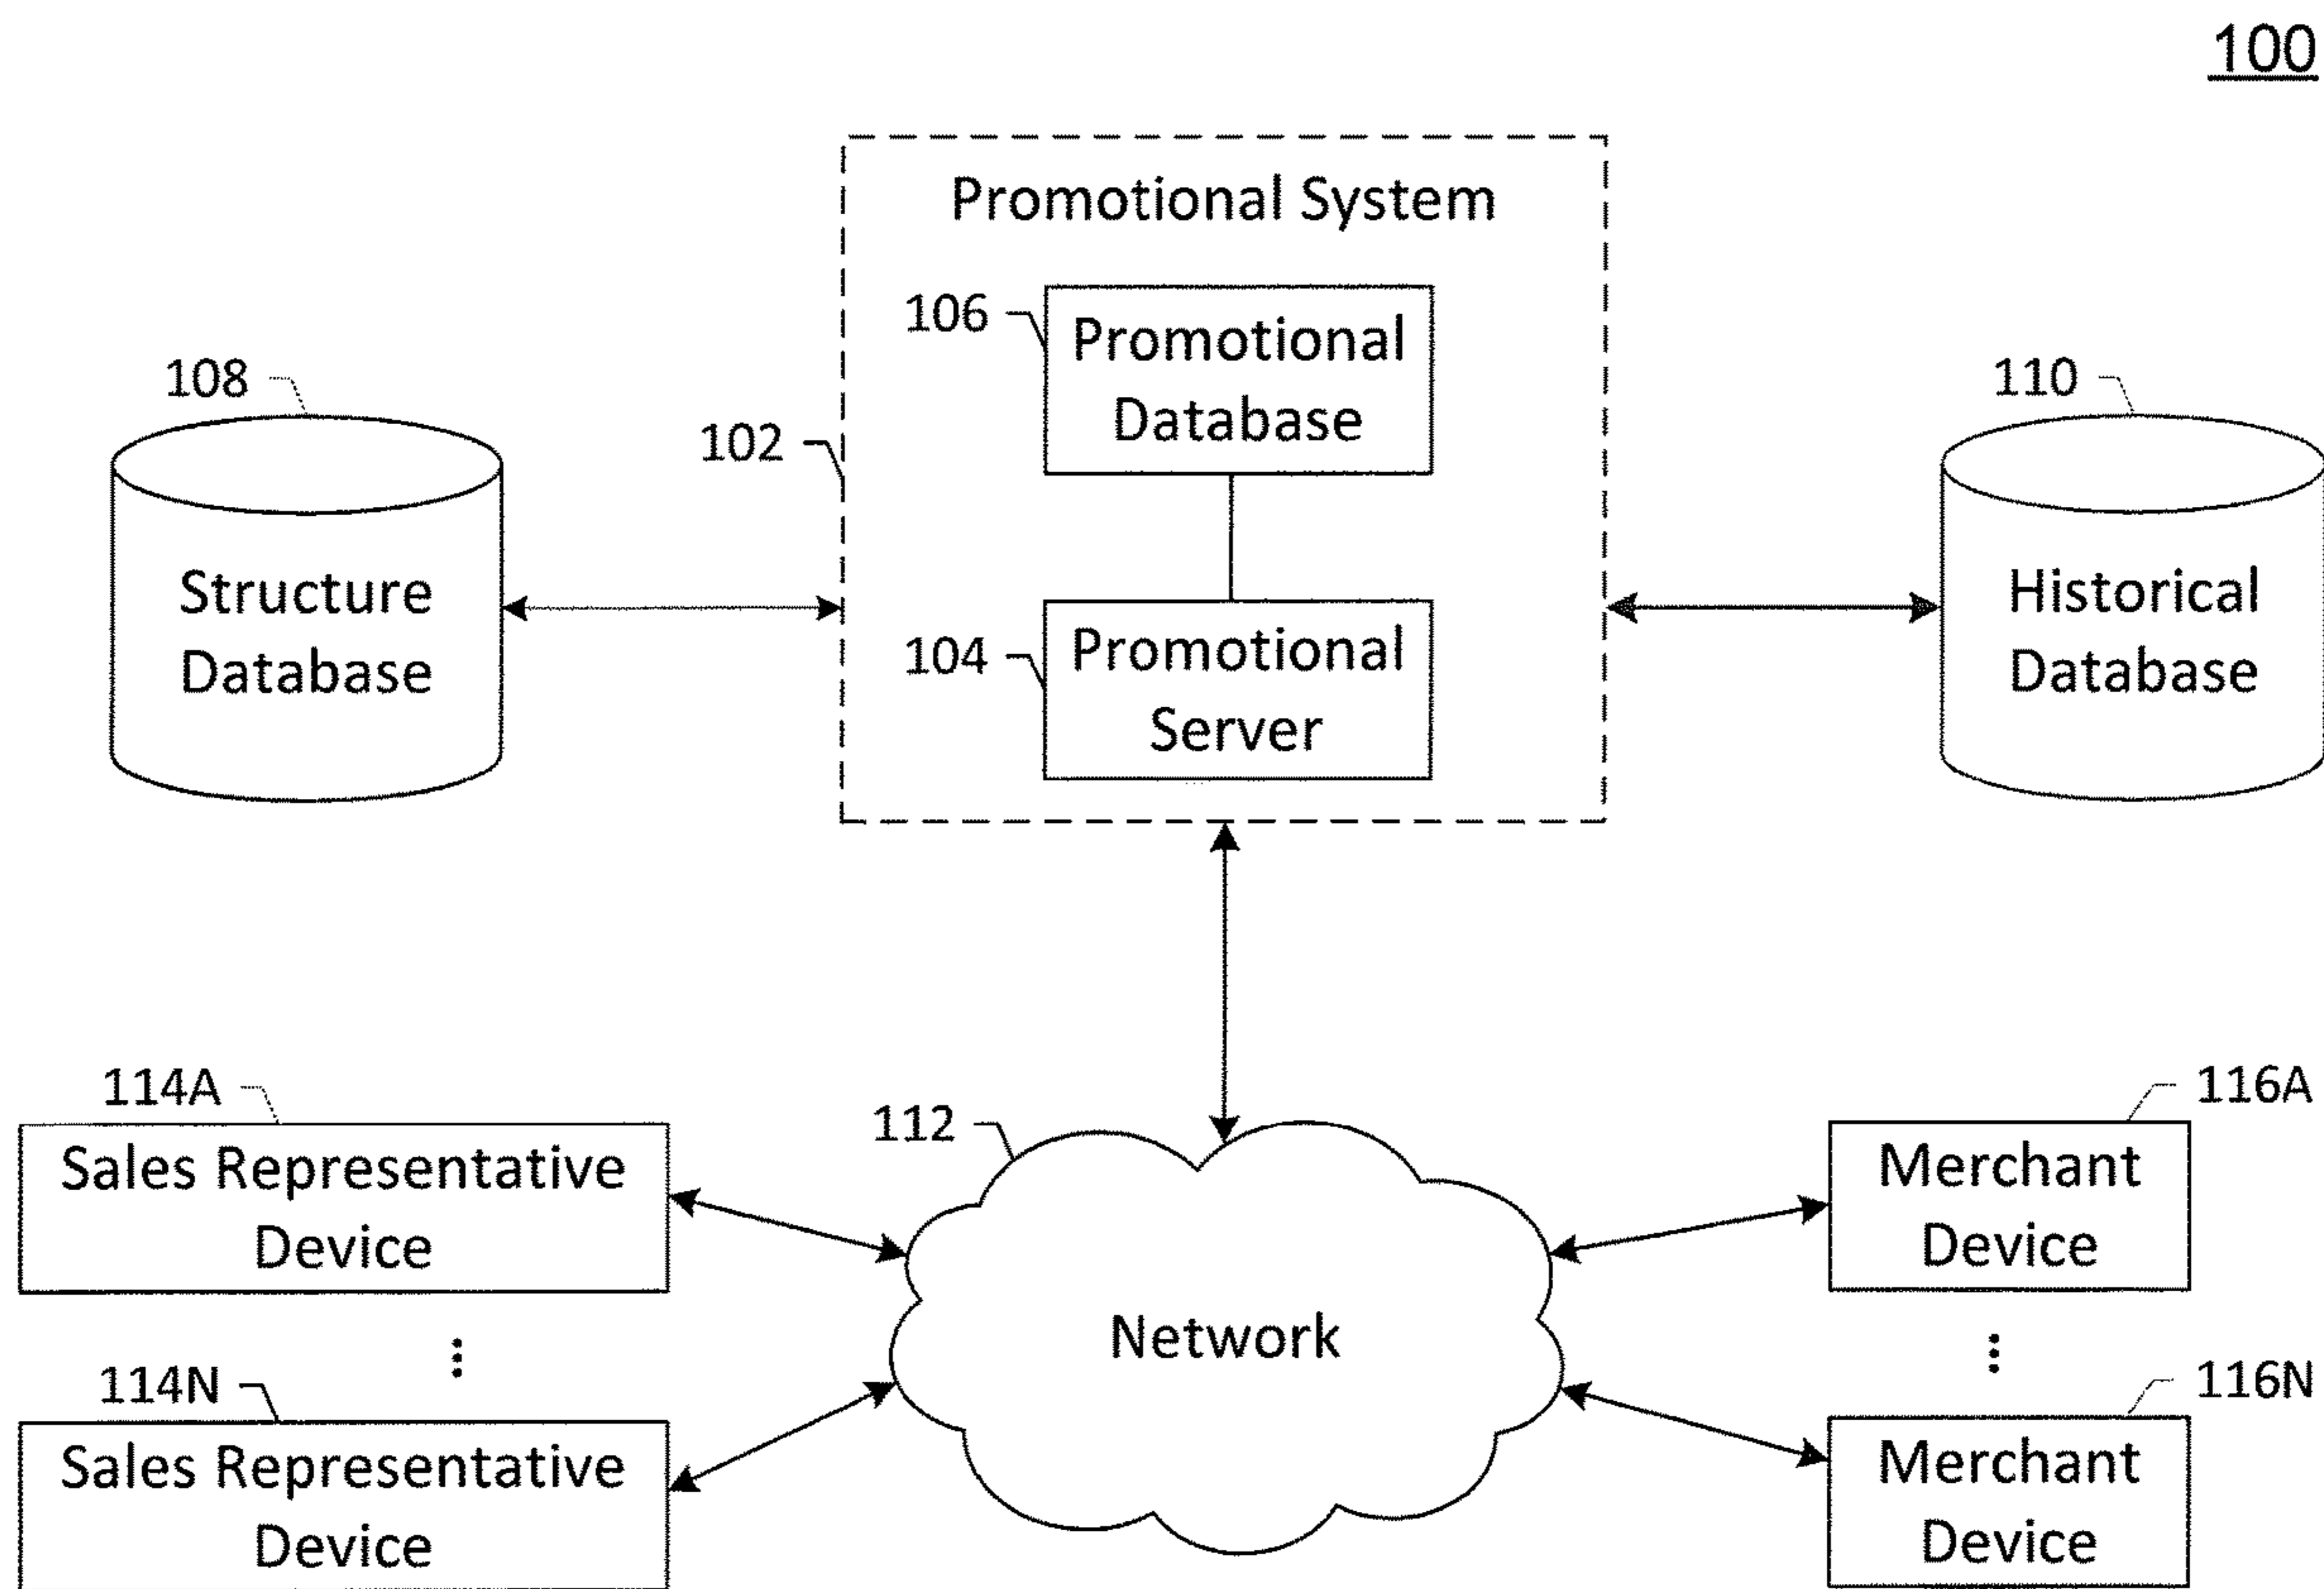 100
Promotional System
106
Promotional
Database
108
110
102
Structure
Database
104
Promotional
Server
Historical
Database
114A
Sales Representative
Device
112
116A
Merchant
Device
Network
114N
Sales Representative
Device
116N
Merchant
Device